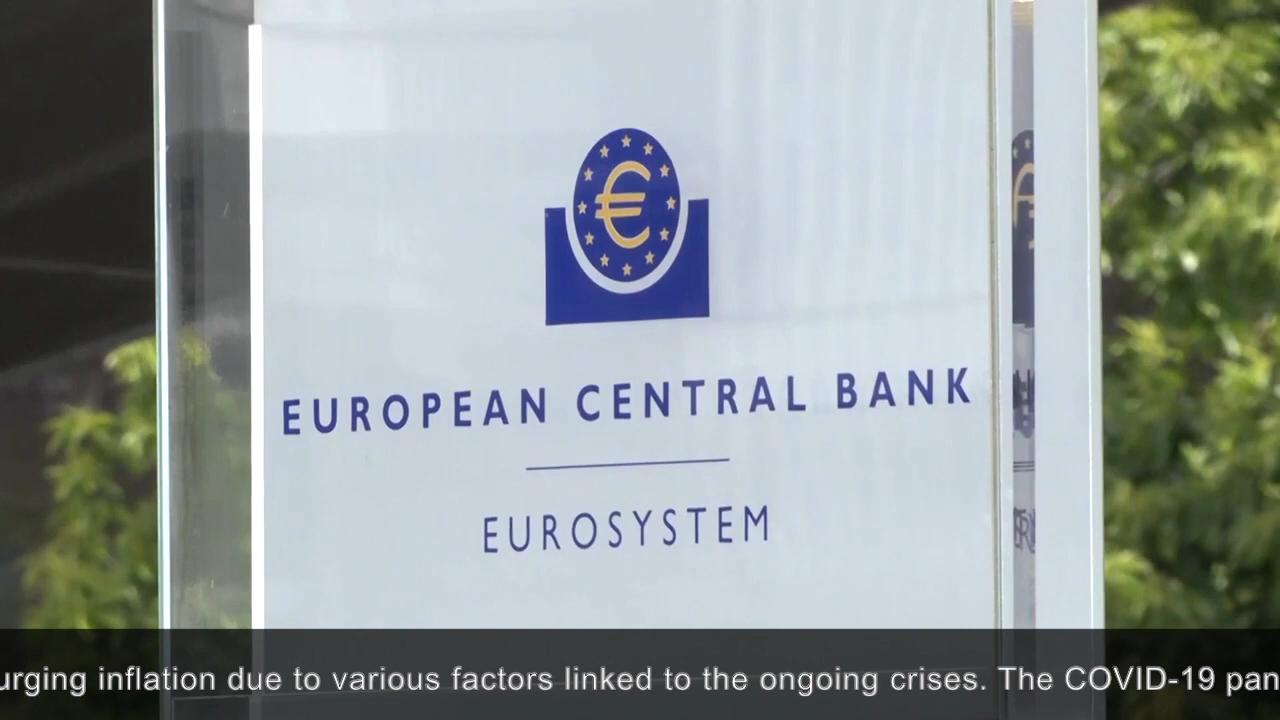 €
EUROPEAN CENTRAL BANK
EUROSYSTEM
urging inflation due to various factors linked to the ongoing crises. The COVID-19 pan